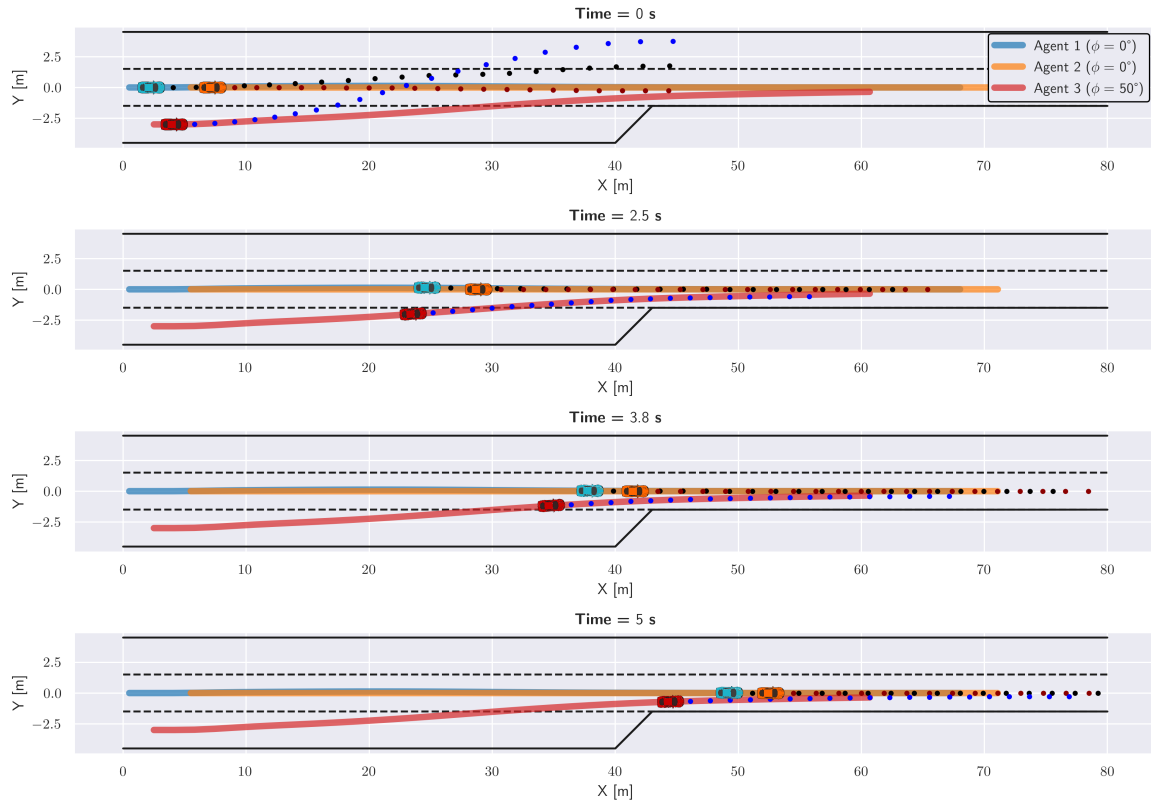 Time = 0 s
2.5
0.0
−2.5
Y [m]
Agent 1 (ϕ = 0°)
Agent 2 (ϕ = 0°)
Agent 3 (ϕ = 50°)
0 10 20 30 40 50 60 70 80
X [m]
Time = 2.5 s
2.5
0.0
−2.5
Y [m]
0 10 20 30 40 50 60 70 80
X [m]
Time = 3.8 s
2.5
0.0
−2.5
Y [m]
0 10 20 30 40 50 60 70 80
X [m]
Time = 5 s
2.5
0.0
−2.5
Y [m]
0 10 20 30 40 50 60 70 80
X [m]